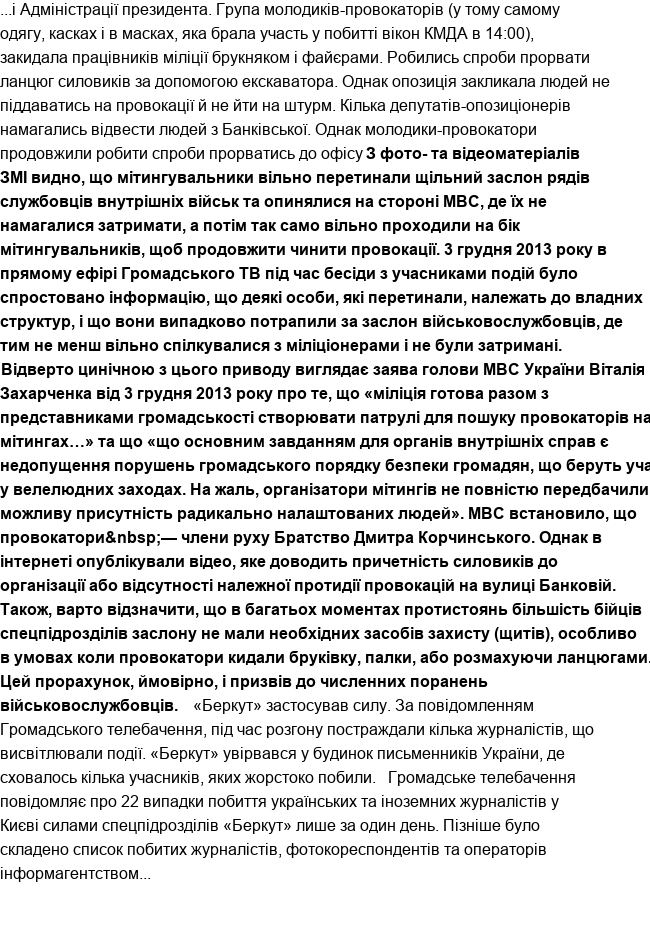 ...і Адміністрації президента. Група молодиків-провокаторів (у тому самому
одягу, касках і в масках, яка брала участь у побитті вікон КМДА в 14:00),
закидала працівників міліції брукняком і файєрами. Робились спроби прорвати
ланцюг силовиків за допомогою екскаватора. Однак опозиція закликала людей не
піддаватись на провокації й не йти на штурм. Кілька депутатів-опозиціонерів
намагались відвести людей з Банківської. Однак молодики-провокатори
продовжили робити спроби прорватись до офісу З фото- та відеоматеріалів
ЗМІ видно, що мітингувальники вільно перетинали щільний заслон рядів
службовців внутрішніх військ та опинялися на стороні МВС, де їх не
намагалися затримати, а потім так само вільно проходили на бік
мітингувальників, щоб продовжити чинити провокації. 3 грудня 2013 року в
прямому ефірі Громадського ТВ під час бесіди з учасниками подій було
спростовано інформацію, що деякі особи, які перетинали, належать до владних
структур, і що вони випадково потрапили за заслон військовослужбовців, де
тим не менш вільно спілкувалися з міліціонерами і не були затримані.
Відверто цинічною з цього приводу виглядає заява голови МВС України Віталія
Захарченка від 3 грудня 2013 року про те, що «міліція готова разом з
представниками громадськості створювати патрулі для пошуку провокаторів на
мітингах…» та що «що основним завданням для органів внутрішніх справ є
недопущення порушень громадського порядку безпеки громадян, що беруть уча
у велелюдних заходах. На жаль, організатори мітингів не повністю передбачили
можливу присутність радикально налаштованих людей». МВС встановило, що
провокатори&nbsp;— члени руху Братство Дмитра Корчинського. Однак в
інтернеті опублікували відео, яке доводить причетність силовиків до
організації або відсутності належної протидії провокацій на вулиці Банковій.
Також, варто відзначити, що в багатьох моментах протистоянь більшість бійців
спецпідрозділів заслону не мали необхідних засобів захисту (щитів), особливо
в умовах коли провокатори кидали бруківку, палки, або розмахуючи ланцюгами.
Цей прорахунок, ймовірно, і призвів до численних поранень
військовослужбовців. «Беркут» застосував силу. За повідомленням
Громадського телебачення, під час розгону постраждали кілька журналістів, що
висвітлювали події. «Беркут» увірвався у будинок письменників України, де
сховалось кілька учасників, яких жорстоко побили. Громадське телебачення
повідомляє про 22 випадки побиття українських та іноземних журналістів у
Києві силами спецпідрозділів «Беркут» лише за один день. Пізніше було
складено список побитих журналістів, фотокореспондентів та операторів
інформагентством...